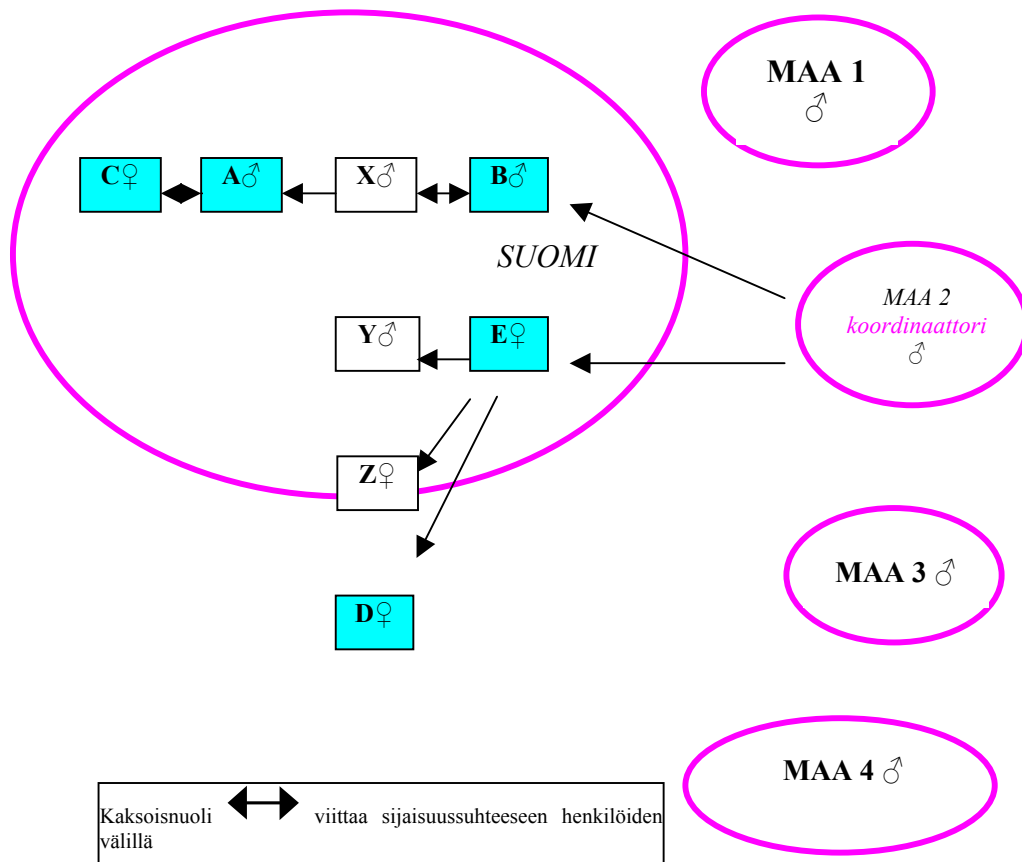 MAA 1
♂
C♀ A♂ X♂ B♂
SUOMI
MAA 2
koordinaattori
♂
Y♂ E♀
Z♀
MAA 3 ♂
D♀
MAA 4 ♂
Kaksoisnuoli viittaa sijaisuussuhteeseen henkilöiden
välillä